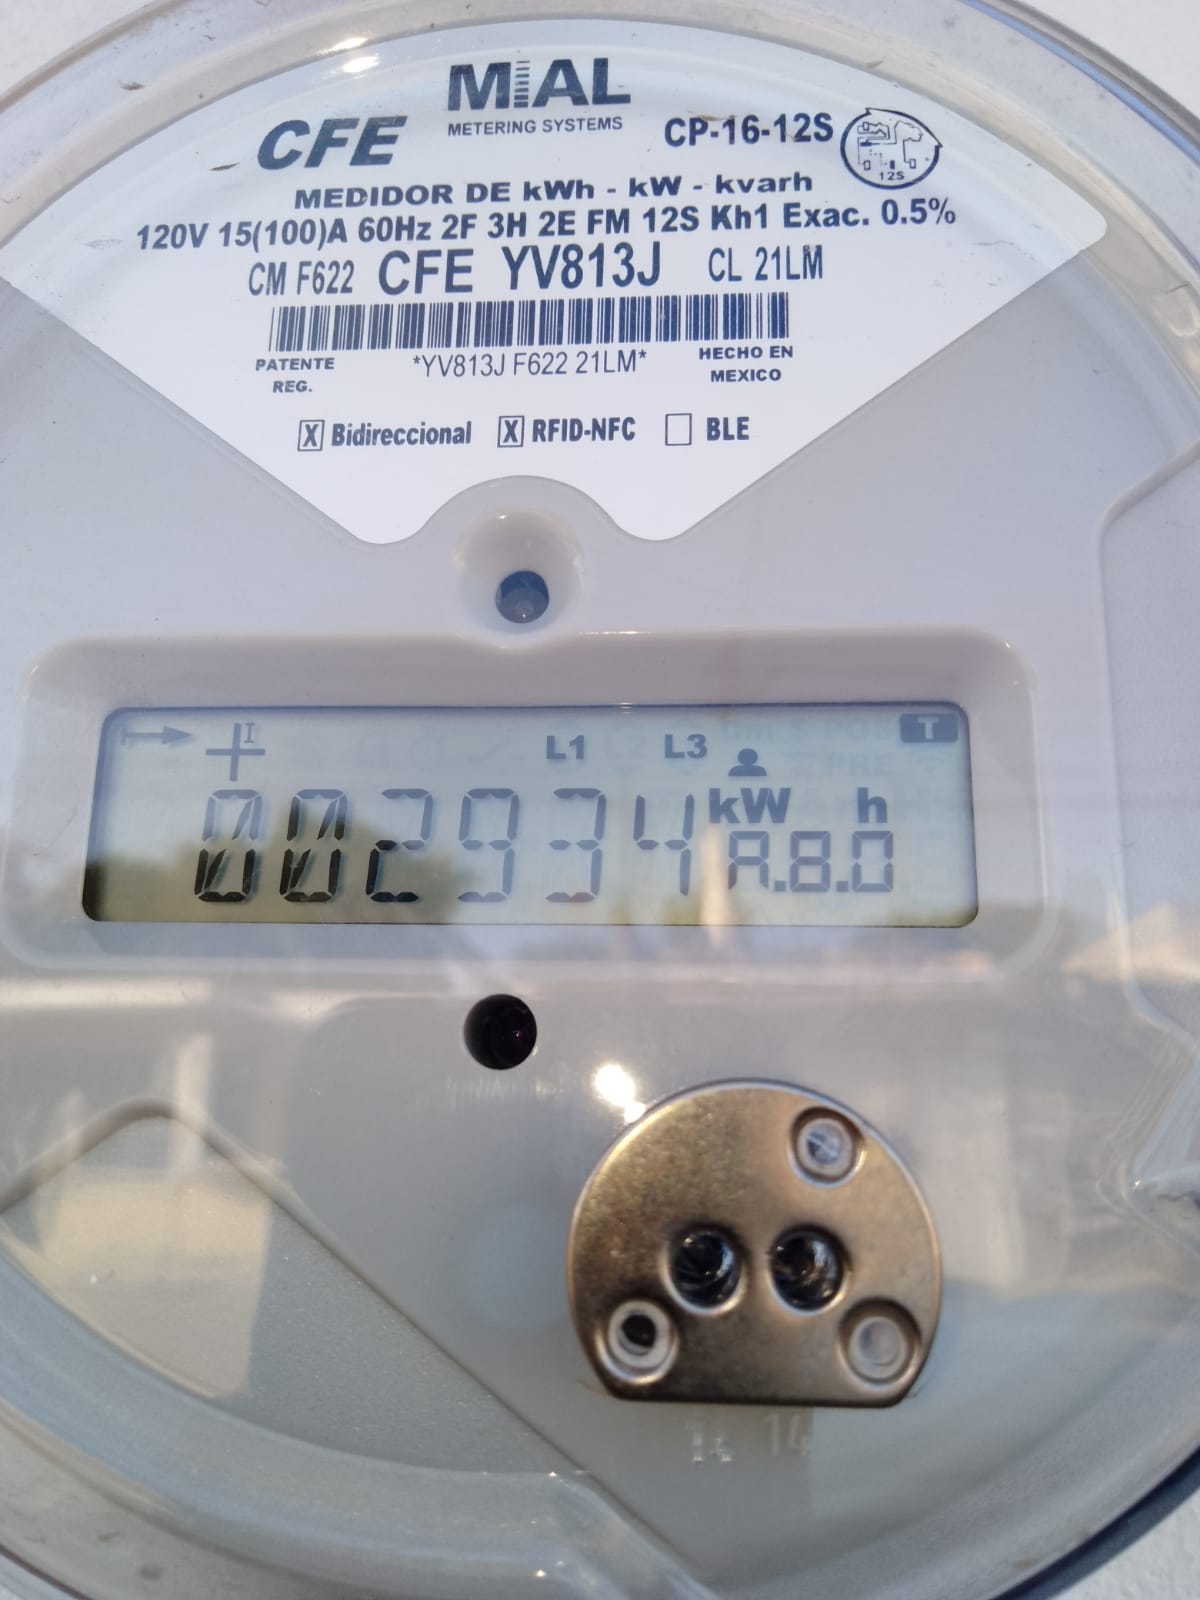 MIAL
METERING SYSTEMS
CFE
CP-16-12S
12S
MEDIDOR DE kWh - kW - kvarh
120V 15(100)A 60Hz 2F 3H 2E FM 12S Kh1 Exac. 0.5%
CM F622 CFE YV813J CL 21LM
PATENTE REG.
*YV813J F622 21LM*
HECHO EN MEXICO
X Bidireccional X RFID-NFC BLE
I L1 L3 T
002934 kW h
A.8.0
14 14